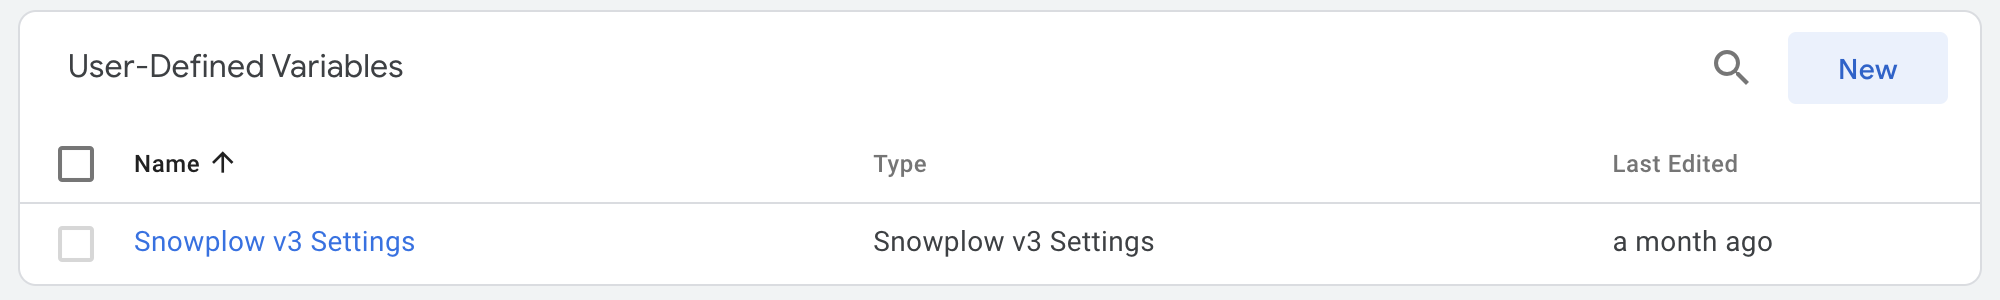 User-Defined Variables
New
Name Type Last Edited
Snowplow v3 Settings Snowplow v3 Settings a month ago